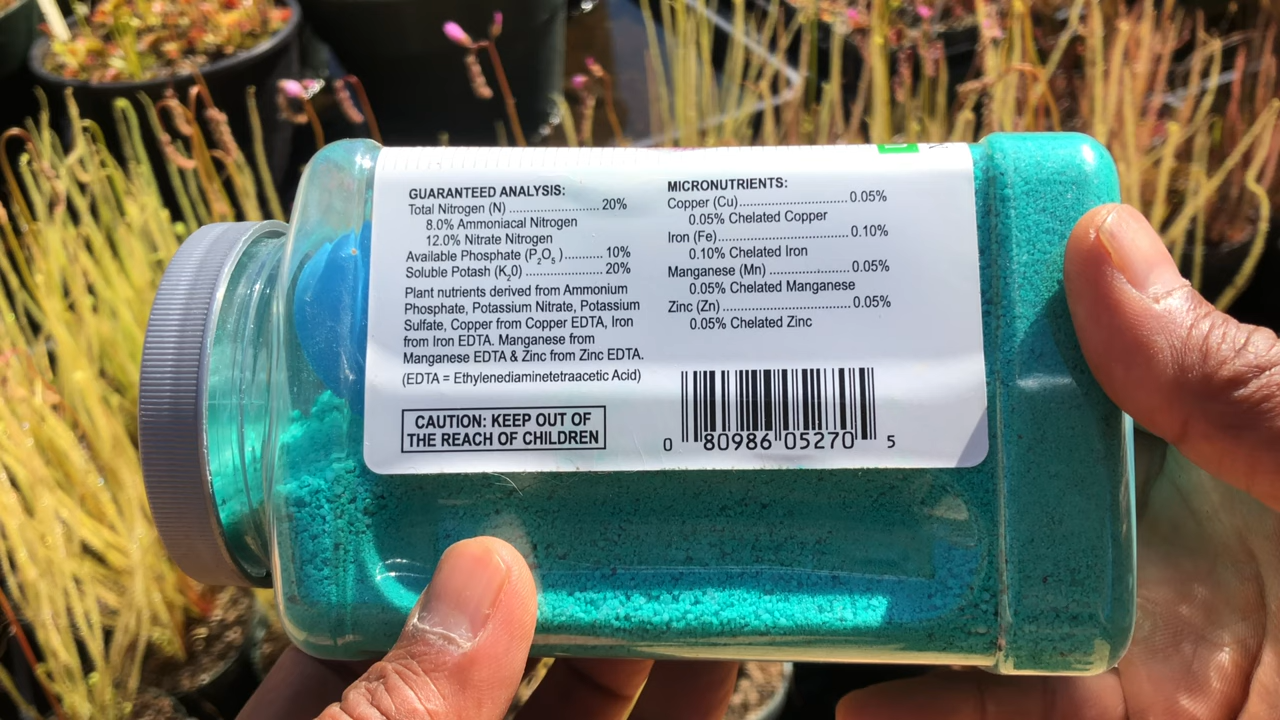 GUARANTEED ANALYSIS:
Total Nitrogen (N) .................... 20%
8.0% Ammoniacal Nitrogen
12.0% Nitrate Nitrogen
Available Phosphate (P2O5) .......... 10%
Soluble Potash (K20) ................. 20%
Plant nutrients derived from Ammonium
Phosphate, Potassium Nitrate, Potassium
Sulfate, Copper from Copper EDTA, Iron
from Iron EDTA. Manganese from
Manganese EDTA & Zinc from Zinc EDTA.
(EDTA = Ethylenediaminetetraacetic Acid)
CAUTION: KEEP OUT OF
THE REACH OF CHILDREN
MICRONUTRIENTS:
Copper (Cu)............................. 0.05%
0.05% Chelated Copper
Iron (Fe)................................... 0.10%
0.10% Chelated Iron
Manganese (Mn) ..................... 0.05%
0.05% Chelated Manganese
Zinc (Zn) .................................. 0.05%
0.05% Chelated Zinc
0 80986 05270 5